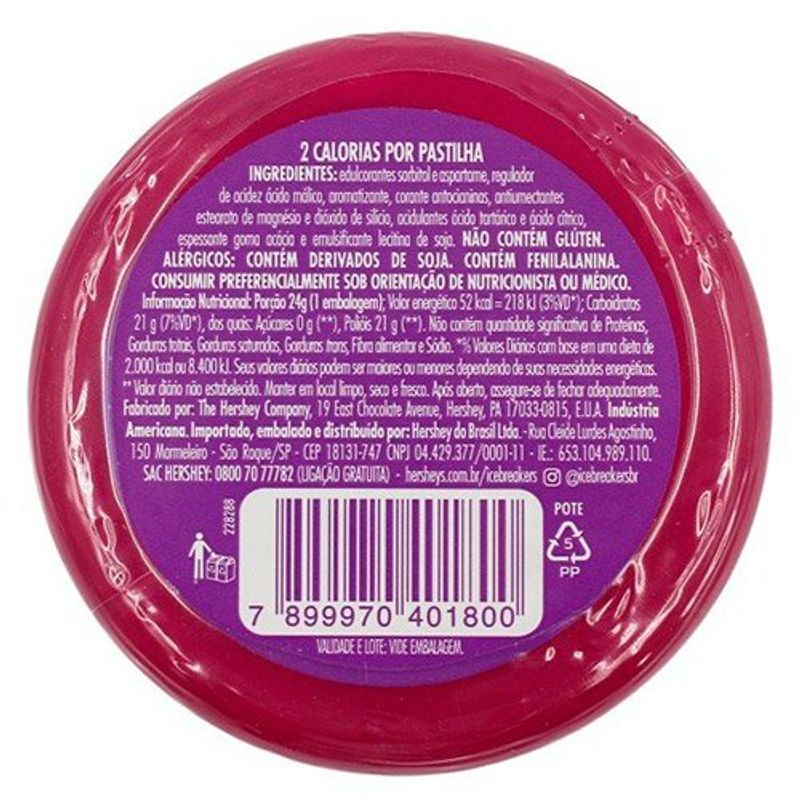 2 CALORIAS POR PASTILHA
INGREDIENTES: edulcorantes sorbitol e aspartame, regulador
de acidez ácido málico, aromatizante, corante antocianinas, antiumectantes
estearato de magnésio e dióxido de silício, acidulantes ácido tartárico e ácido cítrico,
espessante goma acácia e emulsificante lecitina de soja. NÃO CONTÉM GLÚTEN.
ALÉRGICOS: CONTÉM DERIVADOS DE SOJA. CONTÉM FENILALANINA.
CONSUMIR PREFERENCIALMENTE SOB ORIENTAÇÃO DE NUTRICIONISTA OU MÉDICO.
Informação Nutricional: Porção 24g (1 embalagem); Valor energético 52 kcal = 218 kJ (3%VD*); Carboidratos
21 g (7%VD*), dos quais: Açúcares 0 g (**), Polióis 21 g (**). Não contém quantidade significativa de Proteínas,
Gorduras totais, Gorduras saturadas, Gorduras trans, Fibra alimentar e Sódio. *% Valores Diários com base em uma dieta de
2.000 kcal ou 8.400 kJ. Seus valores diários podem ser maiores ou menores dependendo de suas necessidades energéticas.
** Valor diário não estabelecido. Manter em local limpo, seco e fresco. Após aberto, assegure-se de fechar adequadamente.
Fabricado por: The Hershey Company, 19 East Chocolate Avenue, Hershey, PA 17033-0815, E.U.A. Indústria
Americana. Importado, embalado e distribuído por: Hershey do Brasil Ltda. - Rua Cleide Lurdes Agostinho,
150 Marmeleiro - São Roque/SP - CEP 18131-747 CNPJ 04.429.377/0001-11 - IE.: 653.104.989.110.
SAC HERSHEY: 0800 70 77782 (LIGAÇÃO GRATUITA) - hersheys.com.br/icebreakers @icebreakersbr
228288
POTE
5
PP
7 899970 401800
VALIDADE E LOTE: VIDE EMBALAGEM.